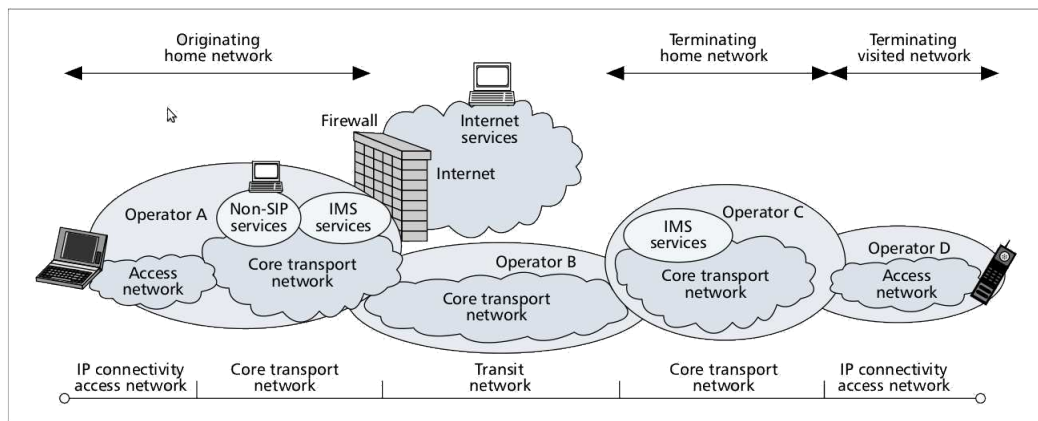 Originating
home network
Terminating
home network
Terminating
visited network
Firewall
Internet
services
Internet
Operator A
Non-SIP
services
IMS
services
Access
network
Core transport
network
Operator B
Core transport
network
Operator C
IMS
services
Core transport
network
Operator D
Access
network
IP connectivity
access network
Core transport
network
Transit
network
Core transport
network
IP connectivity
access network